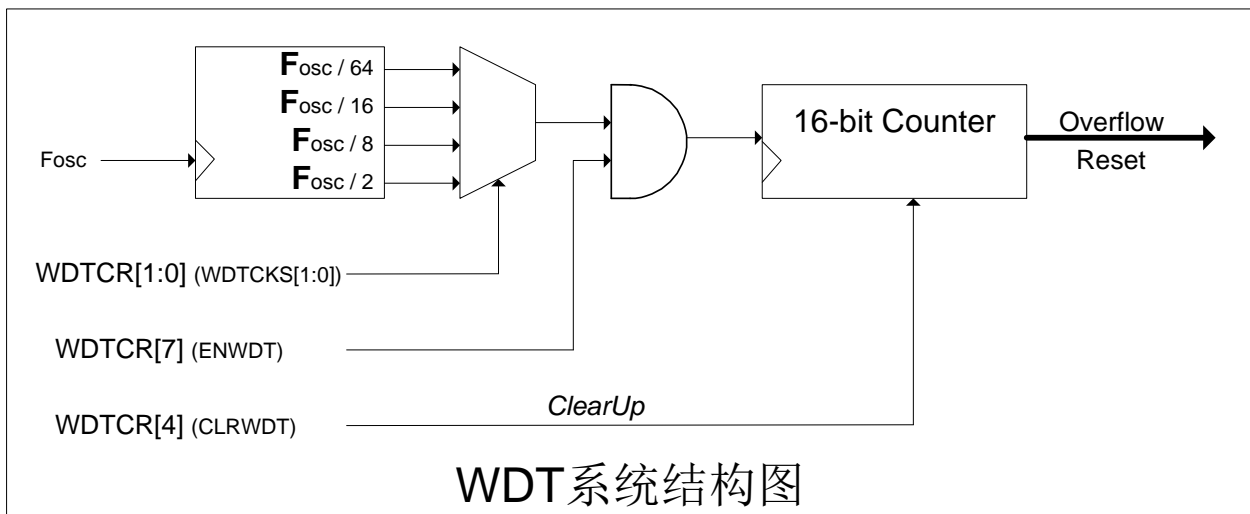 Fosc / 64
Fosc / 16
Fosc / 8
Fosc / 2
Fosc
16-bit Counter
Overflow
Reset
WDTCR[1:0] (WDTCKS[1:0])
WDTCR[7] (ENWDT)
WDTCR[4] (CLRWDT)
ClearUp
WDT系统结构图